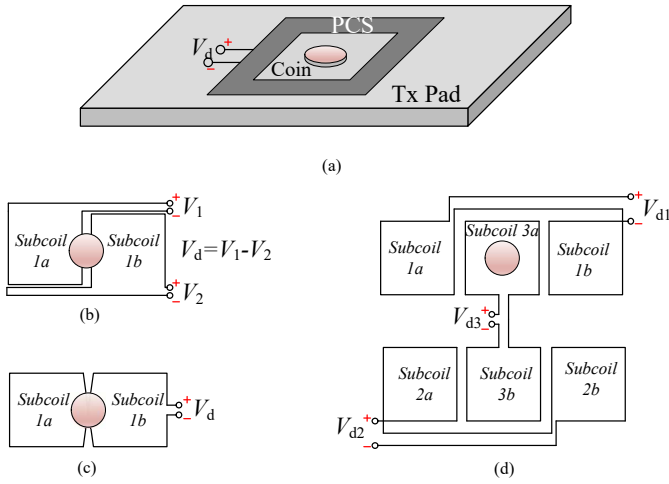 PCS
V_d + -
Coin
Tx Pad
(a)
Subcoil 1a
Subcoil 1b
+ - V_1
V_d=V_1-V_2
+ - V_2
(b)
Subcoil 1a
Subcoil 1b
+ - V_d
(c)
+ - V_d1
Subcoil 1a
Subcoil 3a
Subcoil 1b
V_d3 + -
Subcoil 2a
Subcoil 3b
Subcoil 2b
V_d2 + -
(d)